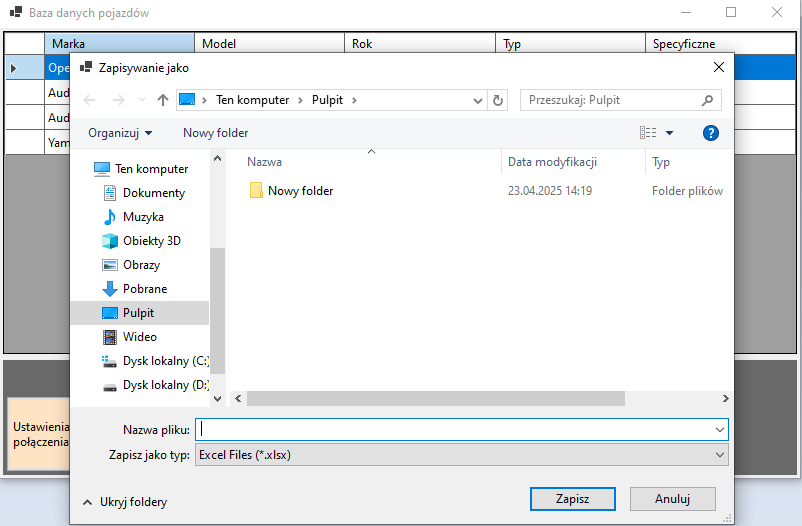 Baza danych pojazdów
Marka Model Rok Typ Specyficzne
Ope
Aud
Aud
Yam
Zapisywanie jako
Ten komputer Pulpit
Przeszukaj: Pulpit
Organizuj Nowy folder
Ten komputer
Dokumenty
Muzyka
Obiekty 3D
Obrazy
Pobrane
Pulpit
Wideo
Dysk lokalny (C:)
Dysk lokalny (D:)
Nazwa Data modyfikacji Typ
Nowy folder 23.04.2025 14:19 Folder plików
Ustawienia
połączenia
Nazwa pliku:
Zapisz jako typ: Excel Files (*.xlsx)
Ukryj foldery
Zapisz
Anuluj